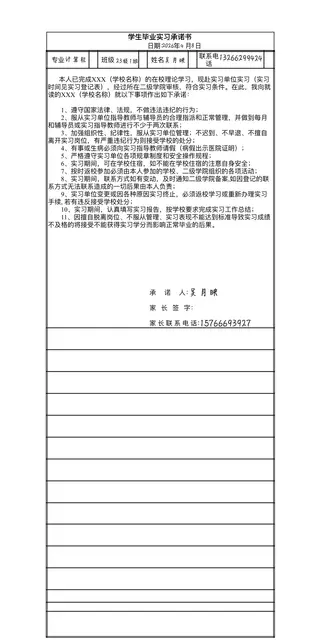 学生毕业实习承诺书
日期2026年4月8日
专业计算机 班级23级1班 姓名吴月映 联系电话13266299424
本人已完成XXX（学校名称）的在校理论学习，现赴实习单位实习（实习
时间见实习登记表），经过所在二级学院审核，符合实习条件。在此，我向就
读的XXX（学校名称）就以下事项作出如下承诺：
1、遵守国家法律、法规，不做违法违纪的行为；
2、服从实习单位指导教师与辅导员的合理指派和正常管理，并做到每月
和辅导员或实习指导教师进行不少于两次联系；
3、加强组织性、纪律性，服从实习单位管理；不迟到、不早退、不擅自
离开实习岗位，有严重违纪行为则接受学校的处分；
4、有事或生病必须向实习指导教师请假（病假出示医院证明）；
5、严格遵守实习单位各项规章制度和安全操作规程；
6、实习期间，可在学校住宿，如不能在学校住宿的注意自身安全；
7、按时返校参加必须由本人参加的学校、二级学院组织的各项活动；
8、实习期间，联系方式如有变动，及时通知二级学院备案,如因登记的联
系方式无法联系造成的一切后果由本人负责；
9、实习单位变更或因各种原因实习终止，必须返校学习或重新办理实习
手续,若有违反接受学校处分；
10、实习期间，认真填写实习报告，按学校要求完成实习工作总结；
11、因擅自脱离岗位、不服从管理、实习表现不能达到标准导致实习成绩
不及格的将接受不能获得实习学分而影响正常毕业的后果。
承 诺 人:吴月映
家 长 签 字:
家长联系电话:15766693927